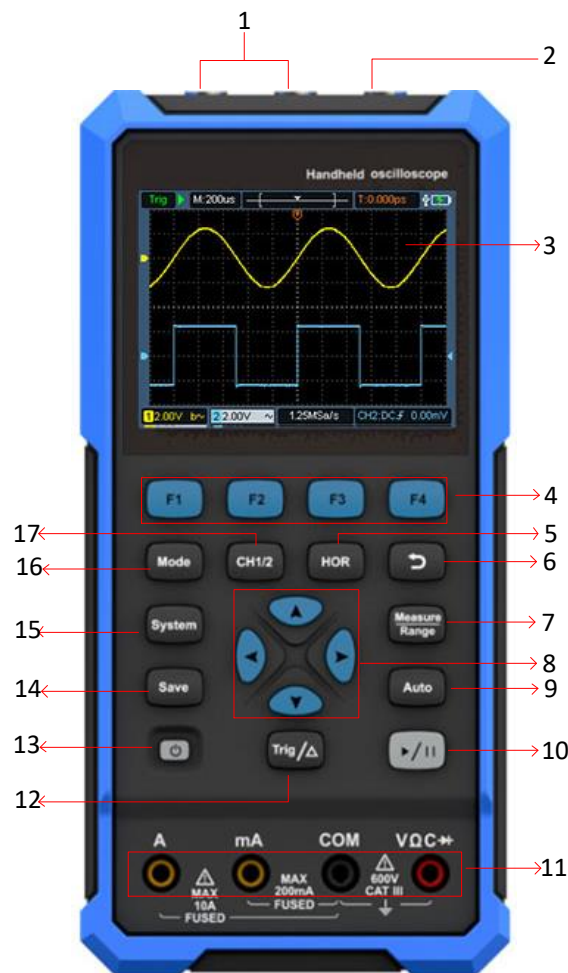 1
2
Handheld oscilloscope
Trig M:200us T:0.000ps
T
3
1 2.00V b~ 2 2.00V ~ 1.25MSa/s CH2:DC 0.00mV
F1 F2 F3 F4
4
17
5
16
Mode CH1/2 HOR
6
15
System
Measure
Range
7
8
14
Save
Auto
9
13
Trig/△
10
12
A mA COM VΩC
MAX
10A
FUSED
MAX
200mA
FUSED
600V
CAT III
11